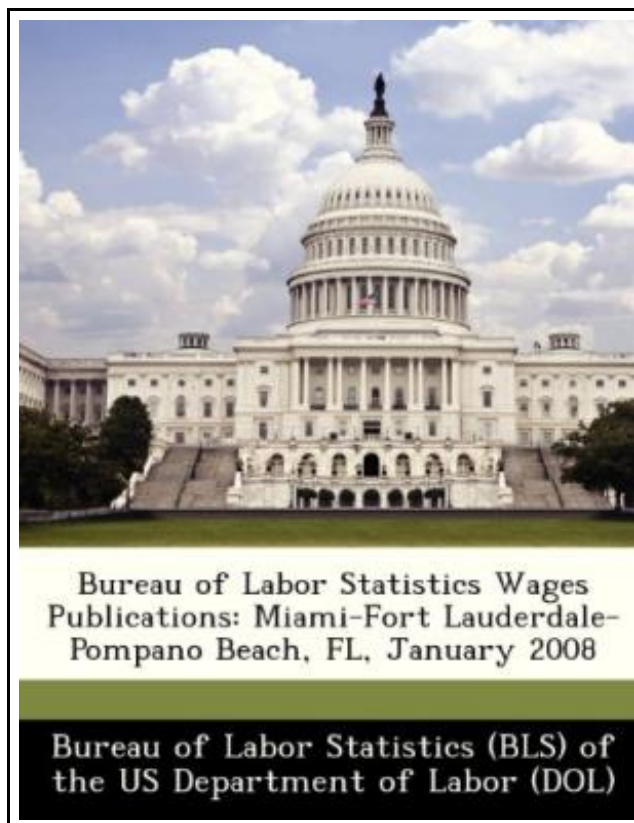 Bureau of Labor Statistics Wages
Publications: Miami-Fort Lauderdale-
Pompano Beach, FL, January 2008
Bureau of Labor Statistics (BLS) of
the US Department of Labor (DOL)